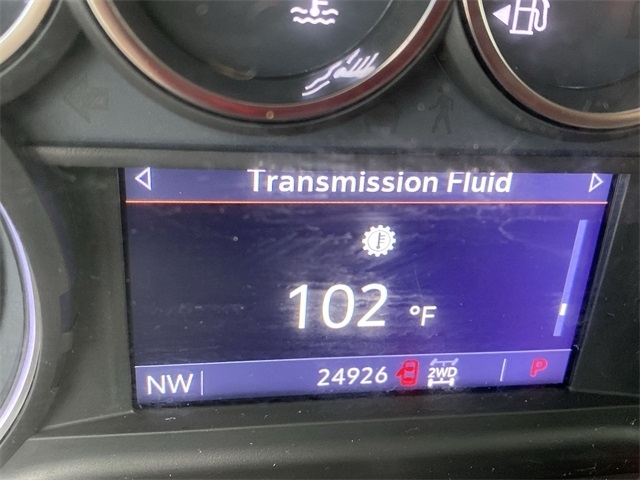 Transmission Fluid
102 °F
NW 24926 2WD P